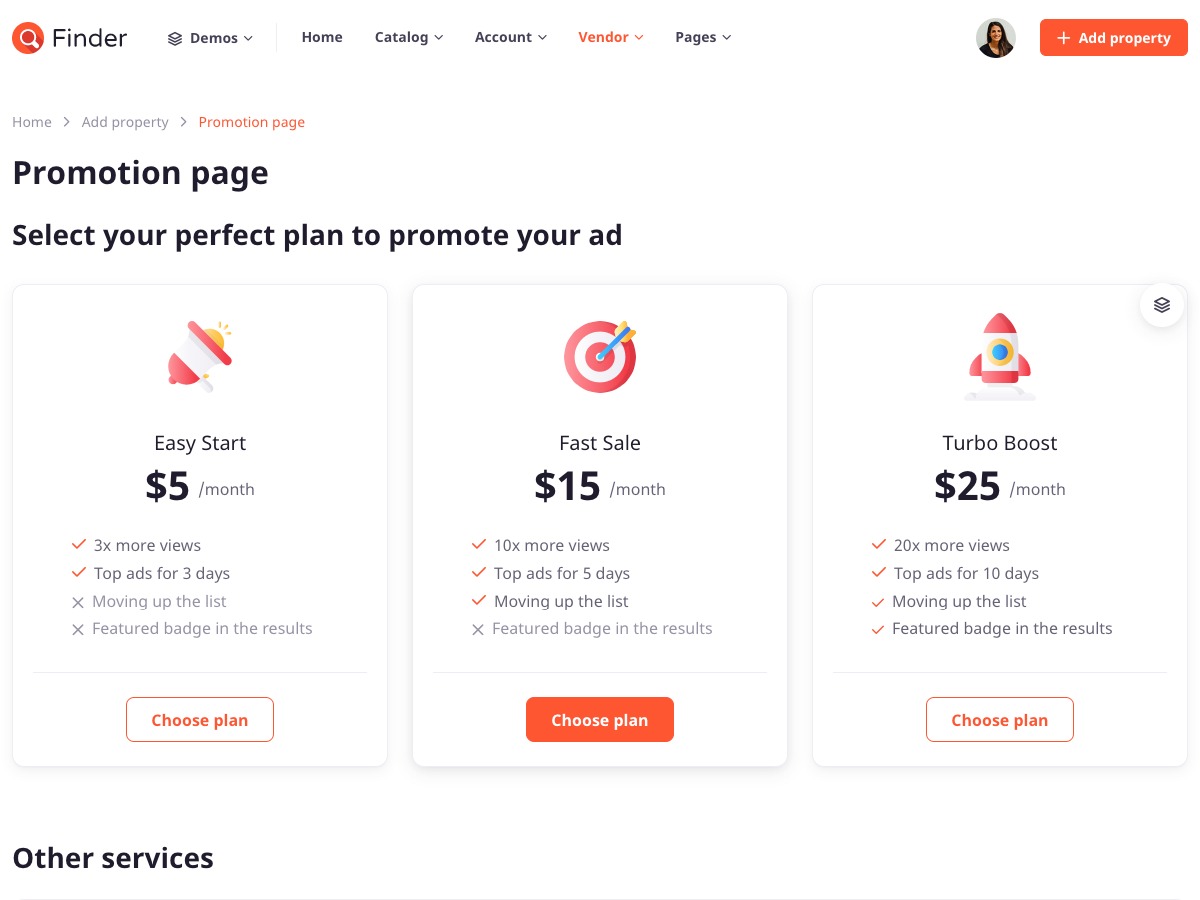 Finder
Demos
Home
Catalog
Account
Vendor
Pages
Add property
Home
Add property
Promotion page
Promotion page
Select your perfect plan to promote your ad
Easy Start
$5 /month
3x more views
Top ads for 3 days
Moving up the list
Featured badge in the results
Choose plan
Fast Sale
$15 /month
10x more views
Top ads for 5 days
Moving up the list
Featured badge in the results
Choose plan
Turbo Boost
$25 /month
20x more views
Top ads for 10 days
Moving up the list
Featured badge in the results
Choose plan
Other services